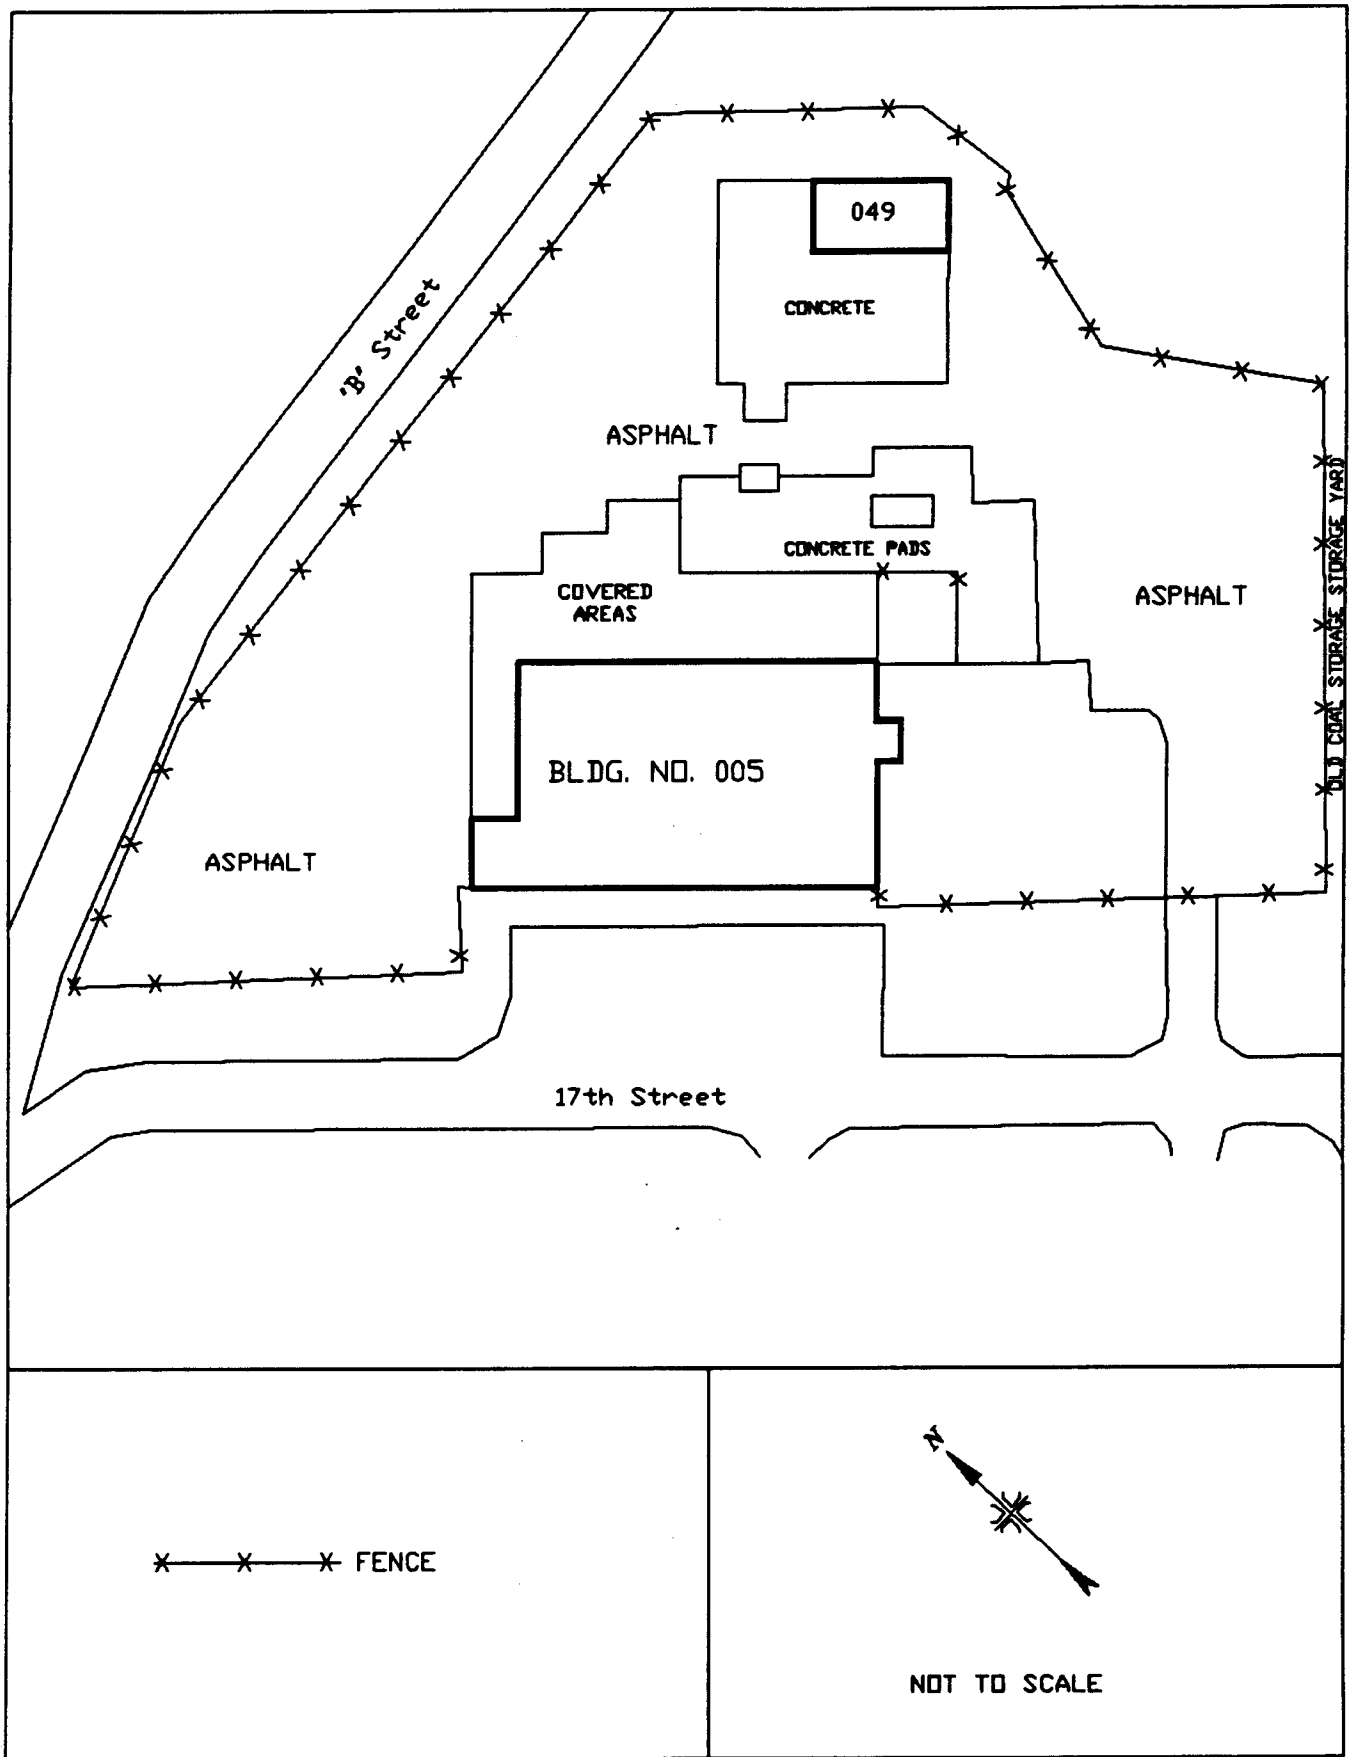 049
CONCRETE
'B' Street
ASPHALT
CONCRETE PADS
COVERED
AREAS
ASPHALT
OLD COAL STORAGE STORAGE YARD
BLDG. NO. 005
ASPHALT
17th Street
N
FENCE
NOT TO SCALE